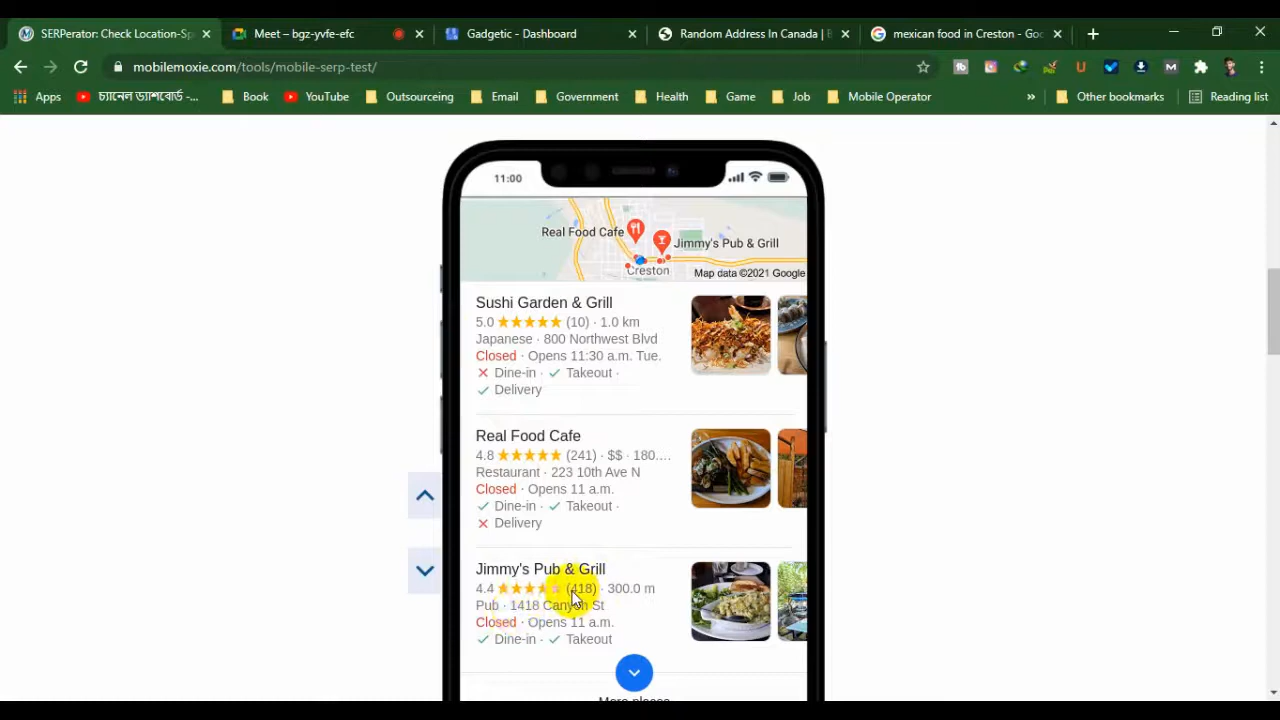 SERPerator: Check Location-Sp
Meet – bgz-yvfe-efc
Gadgetic - Dashboard
Random Address In Canada | B
mexican food in Creston - Goo
mobilemoxie.com/tools/mobile-serp-test/
Apps
চ্যানেল ড্যাশবোর্ড -...
Book
YouTube
Outsourceing
Email
Government
Health
Game
Job
Mobile Operator
»
Other bookmarks
Reading list
11:00
Real Food Cafe
Jimmy's Pub & Grill
Creston
Map data ©2021 Google
Sushi Garden & Grill
5.0 ★★★★★ (10) · 1.0 km
Japanese · 800 Northwest Blvd
Closed · Opens 11:30 a.m. Tue.
✕ Dine-in · ✓ Takeout ·
✓ Delivery
Real Food Cafe
4.8 ★★★★★ (241) · $$ · 180....
Restaurant · 223 10th Ave N
Closed · Opens 11 a.m.
✓ Dine-in · ✓ Takeout ·
✕ Delivery
Jimmy's Pub & Grill
4.4 ★★★★★ (418) · 300.0 m
Pub · 1418 Canyon St
Closed · Opens 11 a.m.
✓ Dine-in · ✓ Takeout
More places